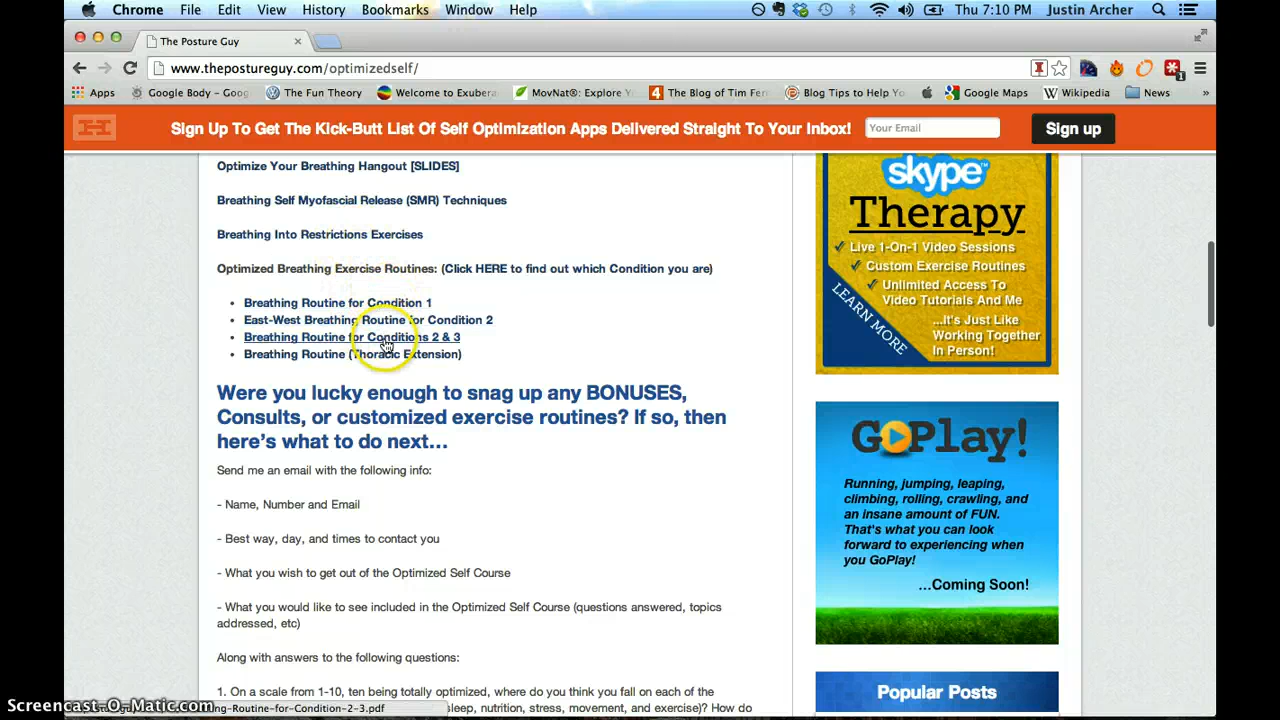 Chrome File Edit View History Bookmarks Window Help Thu 7:10 PM Justin Archer
The Posture Guy
www.thepostureguy.com/optimizedself/
Apps Google Body - Goog The Fun Theory Welcome to Exubera MovNat®: Explore Y The Blog of Tim Ferr Blog Tips to Help Yo Google Maps Wikipedia News
Sign Up To Get The Kick-Butt List Of Self Optimization Apps Delivered Straight To Your Inbox! Your Email Sign up
Optimize Your Breathing Hangout [SLIDES]
Breathing Self Myofascial Release (SMR) Techniques
Breathing Into Restrictions Exercises
Optimized Breathing Exercise Routines: (Click HERE to find out which Condition you are)
• Breathing Routine for Condition 1
• East-West Breathing Routine for Condition 2
• Breathing Routine for Conditions 2 & 3
• Breathing Routine (Thoracic Extension)
Were you lucky enough to snag up any BONUSES,
Consults, or customized exercise routines? If so, then
here's what to do next…
Send me an email with the following info:
- Name, Number and Email
- Best way, day, and times to contact you
- What you wish to get out of the Optimized Self Course
- What you would like to see included in the Optimized Self Course (questions answered, topics
addressed, etc)
Along with answers to the following questions:
1. On a scale from 1-10, ten being totally optimized, where do you think you fall on each of the
leep, nutrition, stress, movement, and exercise)? How do
skype™
Therapy
Live 1-On-1 Video Sessions
Custom Exercise Routines
Unlimited Access To
Video Tutorials And Me
...It's Just Like
Working Together
In Person!
LEARN MORE
GoPlay!
Running, jumping, leaping,
climbing, rolling, crawling, and
an insane amount of FUN.
That's what you can look
forward to experiencing when
you GoPlay!
...Coming Soon!
Popular Posts
Screencast-O-Matic.com
ng-Routine-for-Condition-2-3.pdf